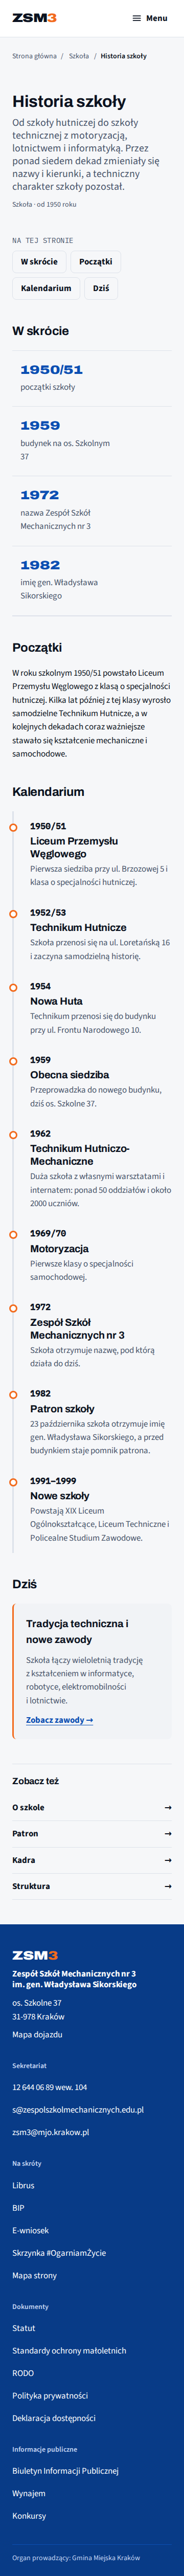 ZSM3
Menu
Strona główna / Szkoła / Historia szkoły
Historia szkoły
Od szkoły hutniczej do szkoły
technicznej z motoryzacją,
lotnictwem i informatyką. Przez
ponad siedem dekad zmieniały się
nazwy i kierunki, a techniczny
charakter szkoły pozostał.
Szkoła · od 1950 roku
NA TEJ STRONIE
W skrócie
Początki
Kalendarium
Dziś
W skrócie
1950/51
początki szkoły
1959
budynek na os. Szkolnym
37
1972
nazwa Zespół Szkół
Mechanicznych nr 3
1982
imię gen. Władysława
Sikorskiego
Początki
W roku szkolnym 1950/51 powstało Liceum
Przemysłu Węglowego z klasą o specjalności
hutniczej. Kilka lat później z tej klasy wyrosło
samodzielne Technikum Hutnicze, a w
kolejnych dekadach coraz ważniejsze
stawało się kształcenie mechaniczne i
samochodowe.
Kalendarium
1950/51
Liceum Przemysłu
Węglowego
Pierwsza siedziba przy ul. Brzozowej 5 i
klasa o specjalności hutniczej.
1952/53
Technikum Hutnicze
Szkoła przenosi się na ul. Loretańską 16
i zaczyna samodzielną historię.
1954
Nowa Huta
Technikum przenosi się do budynku
przy ul. Frontu Narodowego 10.
1959
Obecna siedziba
Przeprowadzka do nowego budynku,
dziś os. Szkolne 37.
1962
Technikum Hutniczo-
Mechaniczne
Duża szkoła z własnymi warsztatami i
internatem: ponad 50 oddziałów i około
2000 uczniów.
1969/70
Motoryzacja
Pierwsze klasy o specjalności
samochodowej.
1972
Zespół Szkół
Mechanicznych nr 3
Szkoła otrzymuje nazwę, pod którą
działa do dziś.
1982
Patron szkoły
23 października szkoła otrzymuje imię
gen. Władysława Sikorskiego, a przed
budynkiem staje pomnik patrona.
1991–1999
Nowe szkoły
Powstają XIX Liceum
Ogólnokształcące, Liceum Techniczne i
Policealne Studium Zawodowe.
Dziś
Tradycja techniczna i
nowe zawody
Szkoła łączy wieloletnią tradycję
z kształceniem w informatyce,
robotyce, elektromobilności
i lotnictwie.
Zobacz zawody →
Zobacz też
O szkole →
Patron →
Kadra →
Struktura →
ZSM3
Zespół Szkół Mechanicznych nr 3
im. gen. Władysława Sikorskiego
os. Szkolne 37
31-978 Kraków
Mapa dojazdu
Sekretariat
12 644 06 89 wew. 104
s@zespolszkolmechanicznych.edu.pl
zsm3@mjo.krakow.pl
Na skróty
Librus
BIP
E-wniosek
Skrzynka #OgarniamŻycie
Mapa strony
Dokumenty
Statut
Standardy ochrony małoletnich
RODO
Polityka prywatności
Deklaracja dostępności
Informacje publiczne
Biuletyn Informacji Publicznej
Wynajem
Konkursy
Organ prowadzący: Gmina Miejska Kraków